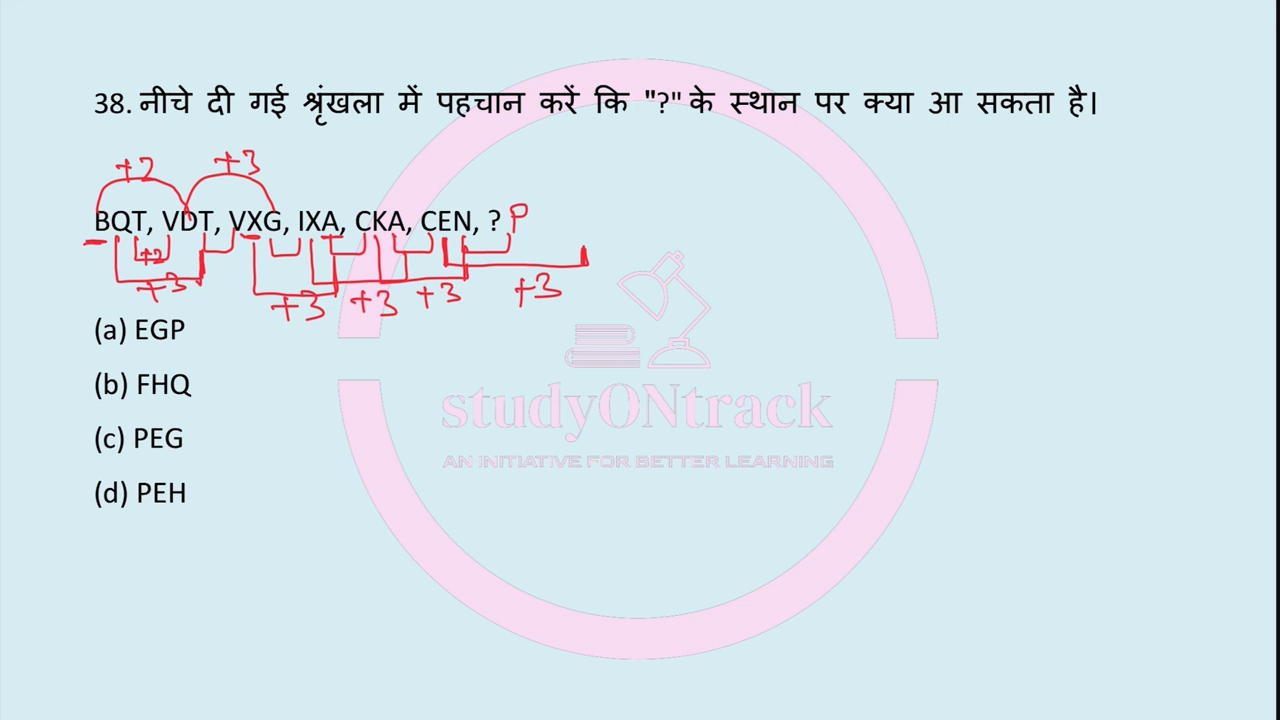 38. नीचे दी गई श्रृंखला में पहचान करें कि "?" के स्थान पर क्या आ सकता है।
+2 +3
BQT, VDT, VXG, IXA, CKA, CEN, ? P
+2
+3 +3 +3 +3 +3
(a) EGP
(b) FHQ
(c) PEG
(d) PEH
studyONtrack
AN INITIATIVE FOR BETTER LEARNING